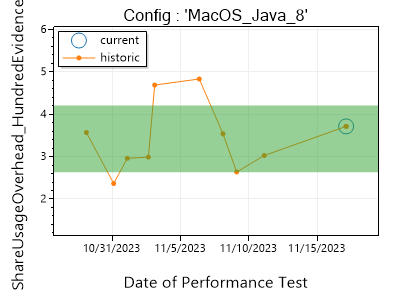 Config : 'MacOS_Java_8'
current
historic
ShareUsageOverhead_HundredEvidence
6
5
4
3
2
10/31/2023 11/5/2023 11/10/2023 11/15/2023
Date of Performance Test